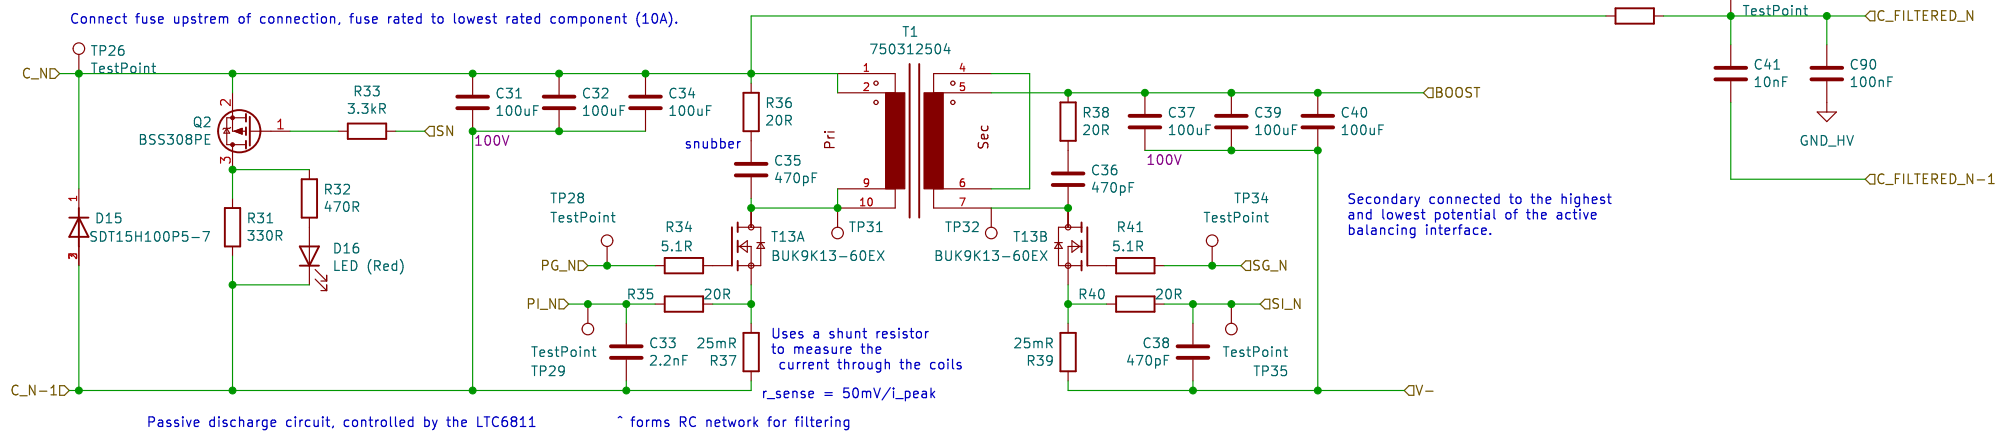 Connect fuse upstrem of connection, fuse rated to lowest rated component (10A).
TP26
TestPoint
C_N
Q2
BSS308PE
2
1
3
R33
3.3kR
SN
R32
470R
R31
330R
D16
LED (Red)
1
D15
SDT15H100P5-7
C_N-1
Passive discharge circuit, controlled by the LTC6811
C31
100uF
C32
100uF
C34
100uF
100V
R36
20R
snubber
C35
470pF
TP28
TestPoint
PG_N
R34
5.1R
T13A
BUK9K13-60EX
PI_N
R35
20R
TestPoint
TP29
C33
2.2nF
25mR
R37
Uses a shunt resistor
to measure the
current through the coils
r_sense = 50mV/i_peak
^ forms RC network for filtering
T1
750312504
1
2
9
10
Pri
Sec
4
5
6
7
TP31
TP32
R38
20R
C36
470pF
C37
100uF
C39
100uF
C40
100uF
100V
BOOST
T13B
BUK9K13-60EX
R41
5.1R
TP34
TestPoint
SG_N
R40
20R
SI_N
25mR
R39
C38
470pF
TestPoint
TP35
V-
Secondary connected to the highest
and lowest potential of the active
balancing interface.
TestPoint
C_FILTERED_N
C41
10nF
C90
100nF
GND_HV
C_FILTERED_N-1